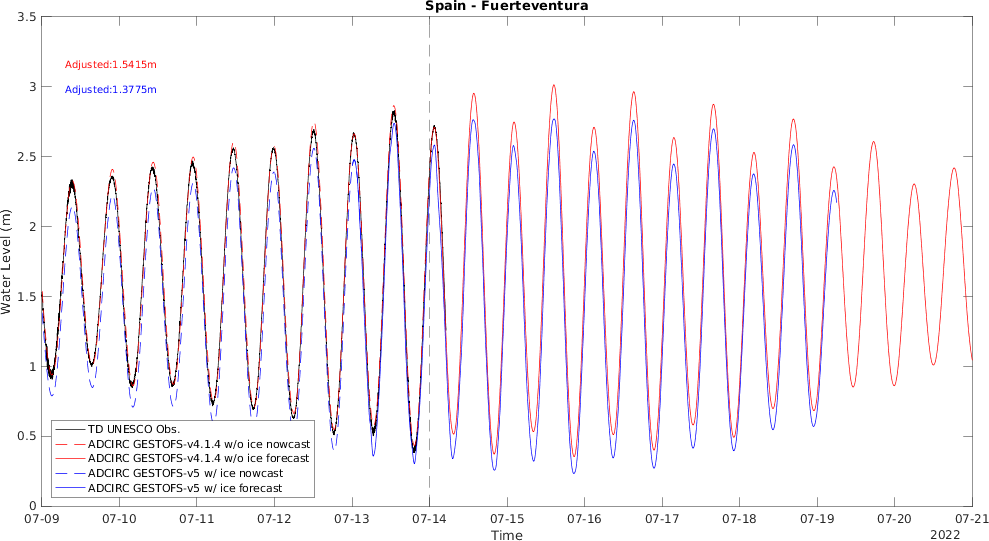 Spain - Fuerteventura
3.5
3
2.5
2
1.5
1
0.5
0
Water Level (m)
Adjusted:1.5415m
Adjusted:1.3775m
TD UNESCO Obs.
ADCIRC GESTOFS-v4.1.4 w/o ice nowcast
ADCIRC GESTOFS-v4.1.4 w/o ice forecast
ADCIRC GESTOFS-v5 w/ ice nowcast
ADCIRC GESTOFS-v5 w/ ice forecast
07-09 07-10 07-11 07-12 07-13 07-14 07-15 07-16 07-17 07-18 07-19 07-20 07-21
Time
2022